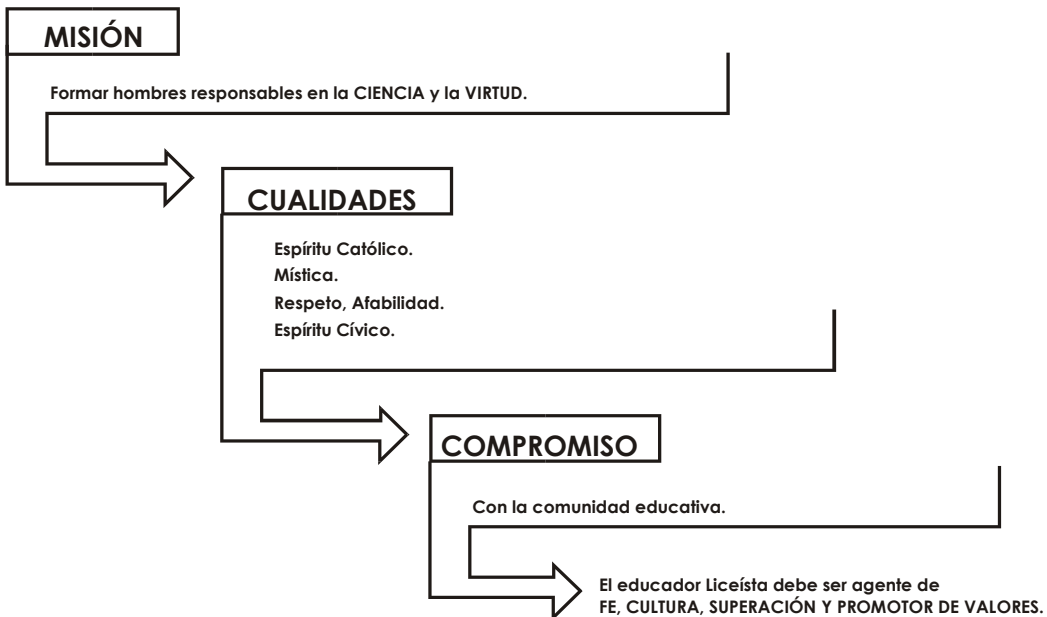 MISIÓN
Formar hombres responsables en la CIENCIA y la VIRTUD.
CUALIDADES
Espíritu Católico.
Mística.
Respeto, Afabilidad.
Espíritu Cívico.
COMPROMISO
Con la comunidad educativa.
El educador Liceísta debe ser agente de
FE, CULTURA, SUPERACIÓN Y PROMOTOR DE VALORES.